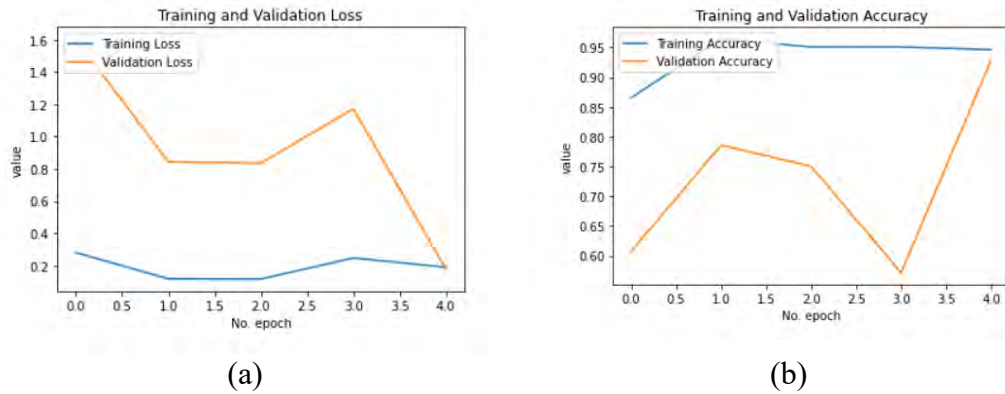 Training and Validation Loss
Training Loss
Validation Loss
value
1.6
1.4
1.2
1.0
0.8
0.6
0.4
0.2
0.0 0.5 1.0 1.5 2.0 2.5 3.0 3.5 4.0
No. epoch
(a)
Training and Validation Accuracy
Training Accuracy
Validation Accuracy
value
0.95
0.90
0.85
0.80
0.75
0.70
0.65
0.60
0.0 0.5 1.0 1.5 2.0 2.5 3.0 3.5 4.0
No. epoch
(b)